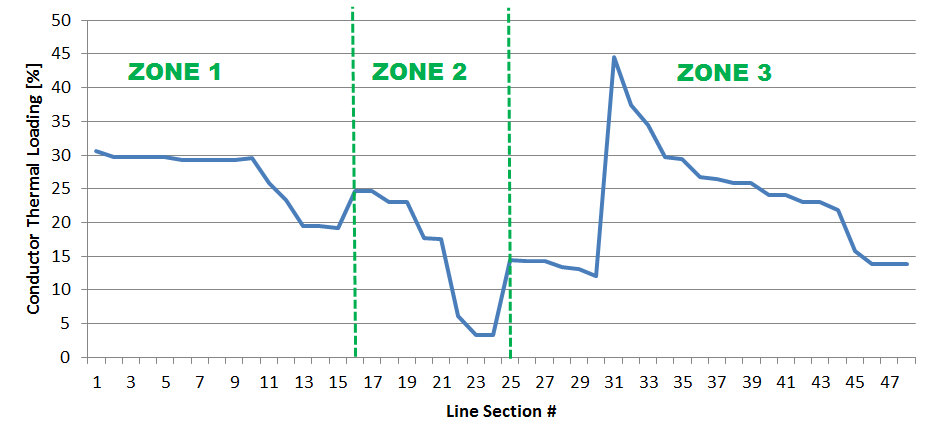 Conductor Thermal Loading [%]
50
45
40
35
30
25
20
15
10
5
0
ZONE 1
ZONE 2
ZONE 3
1 3 5 7 9 11 13 15 17 19 21 23 25 27 29 31 33 35 37 39 41 43 45 47
Line Section #